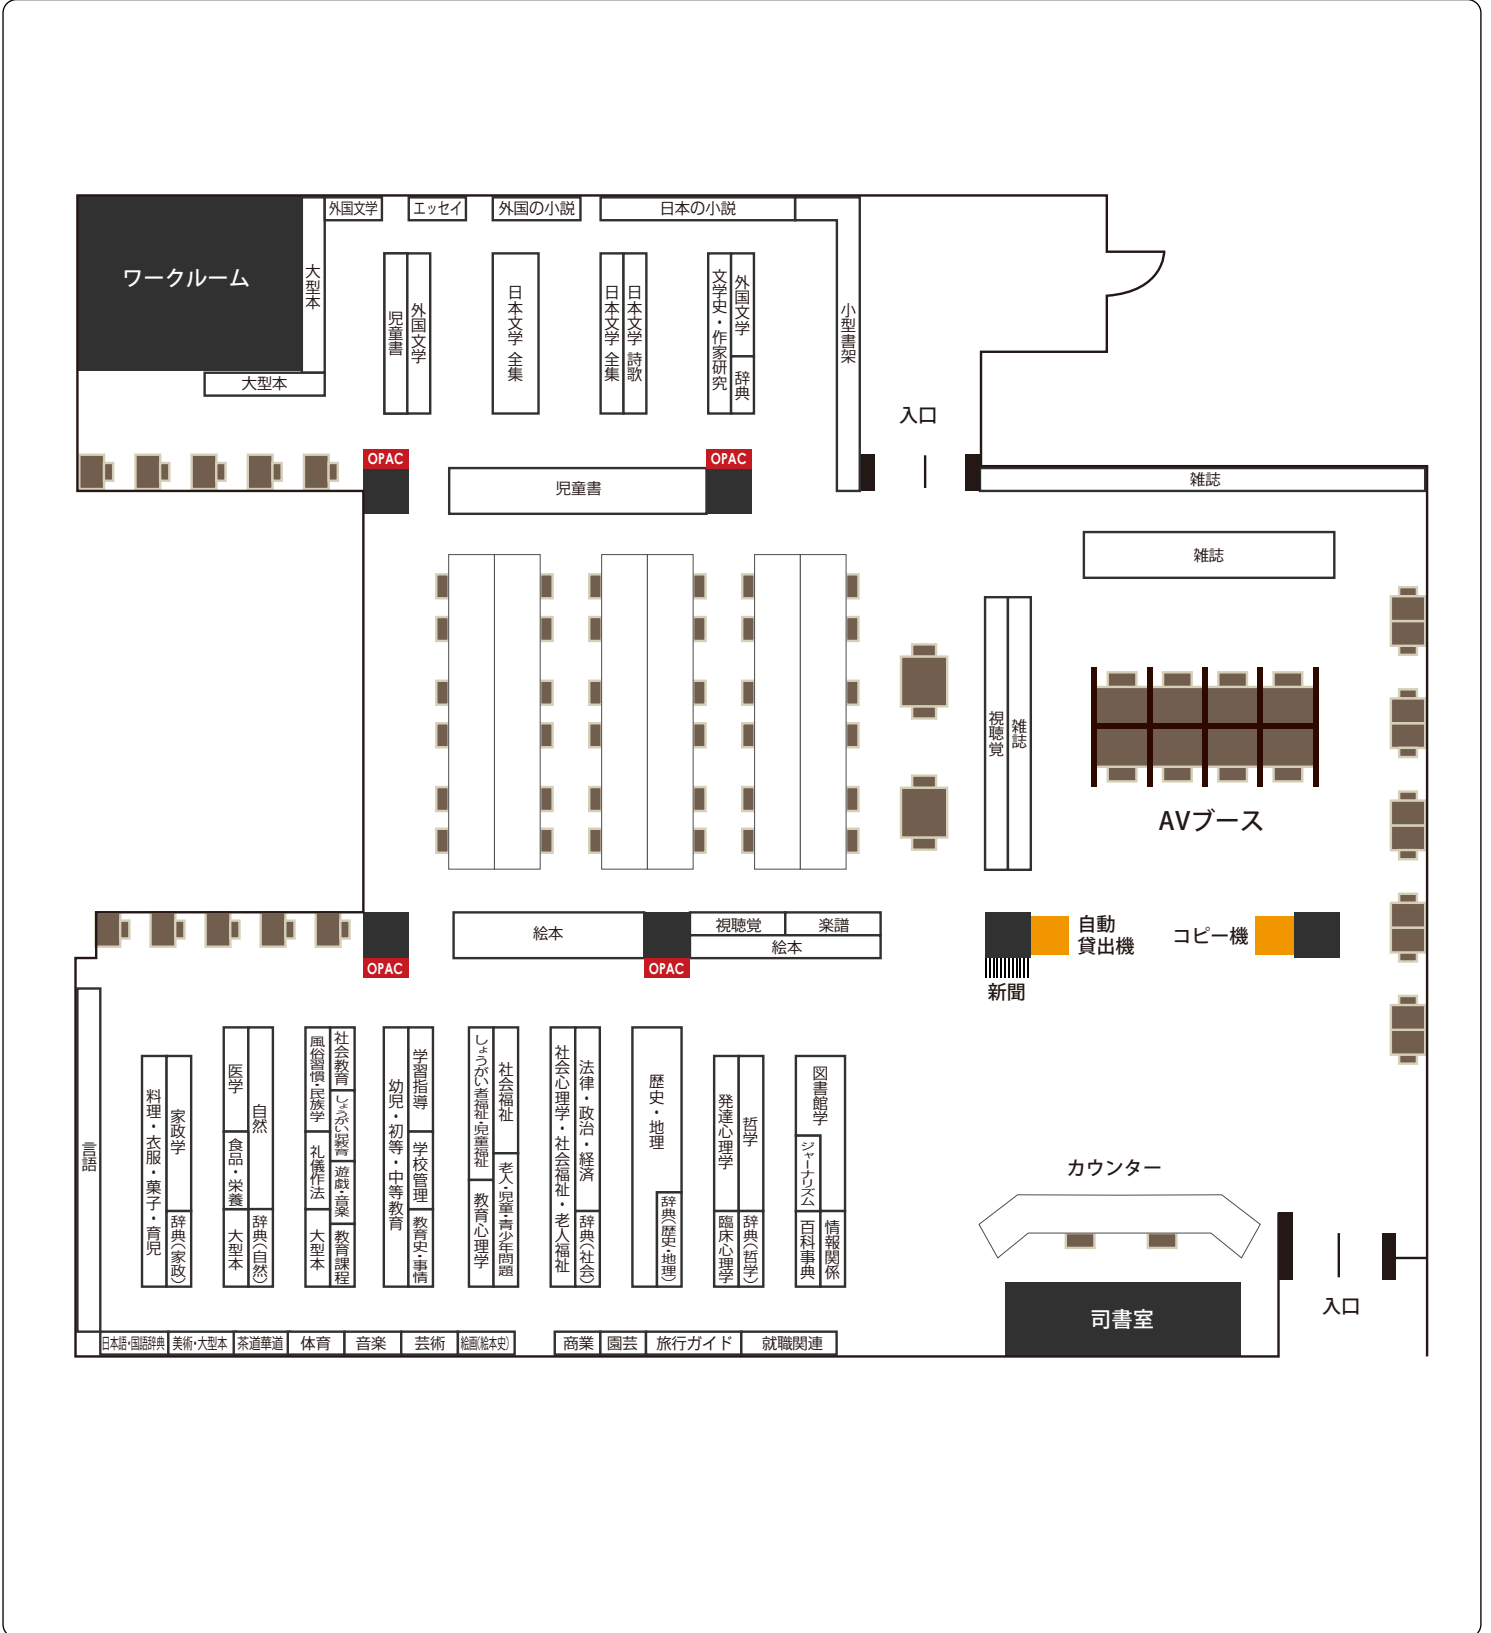 外国文学
エッセイ
外国の小説
日本の小説
ワークルーム
大型本
大型本
児童書
外国文学
日本文学 全集
日本文学 全集
日本文学 詩歌
文学史・作家研究
外国文学
辞典
小型書架
入口
OPAC
OPAC
児童書
雑誌
雑誌
視聴覚
雑誌
AVブース
絵本
視聴覚
楽譜
絵本
OPAC
OPAC
自動
貸出機
コピー機
新聞
言語
料理・衣服・菓子・育児
家政学
辞典(家政)
医学
食品・栄養
大型本
自然
辞典(自然)
風俗習慣・民族学
礼儀作法
大型本
社会教育
しょうがい児教育
遊戯・音楽
教育課程
幼児・初等・中等教育
学習指導
学校管理
教育史・事情
しょうがい者福祉・児童福祉
教育心理学
社会福祉
老人・児童・青少年問題
社会心理学・社会福祉・老人福祉
法律・政治・経済
辞典(社会)
歴史・地理
辞典(歴史・地理)
発達心理学
臨床心理学
哲学
辞典(哲学)
図書館学
ジャーナリズム
百科事典
情報関係
カウンター
司書室
入口
日本語・国語辞典
美術・大型本
茶道華道
体育
音楽
芸術
絵画(絵本史)
商業
園芸
旅行ガイド
就職関連